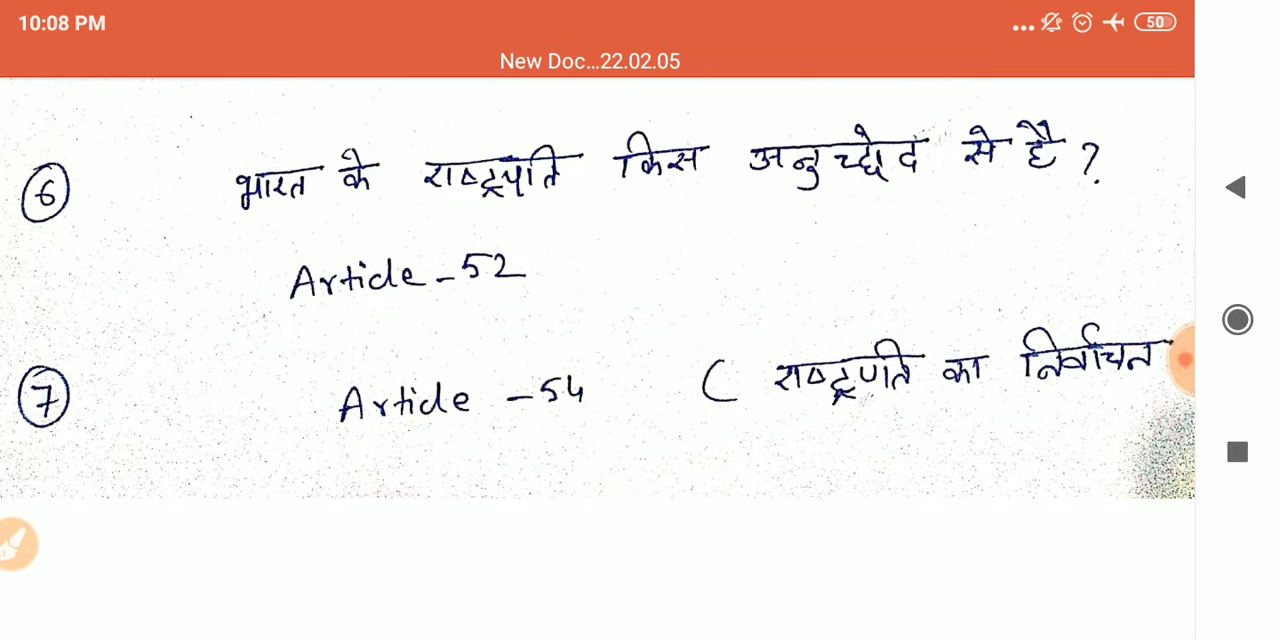 10:08 PM
50
New Doc...22.02.05
6 भारत के राष्ट्रपति किस अनुच्छेद से है ?
Article - 52
7 Article - 54 ( राष्ट्रपति का निर्वाचन